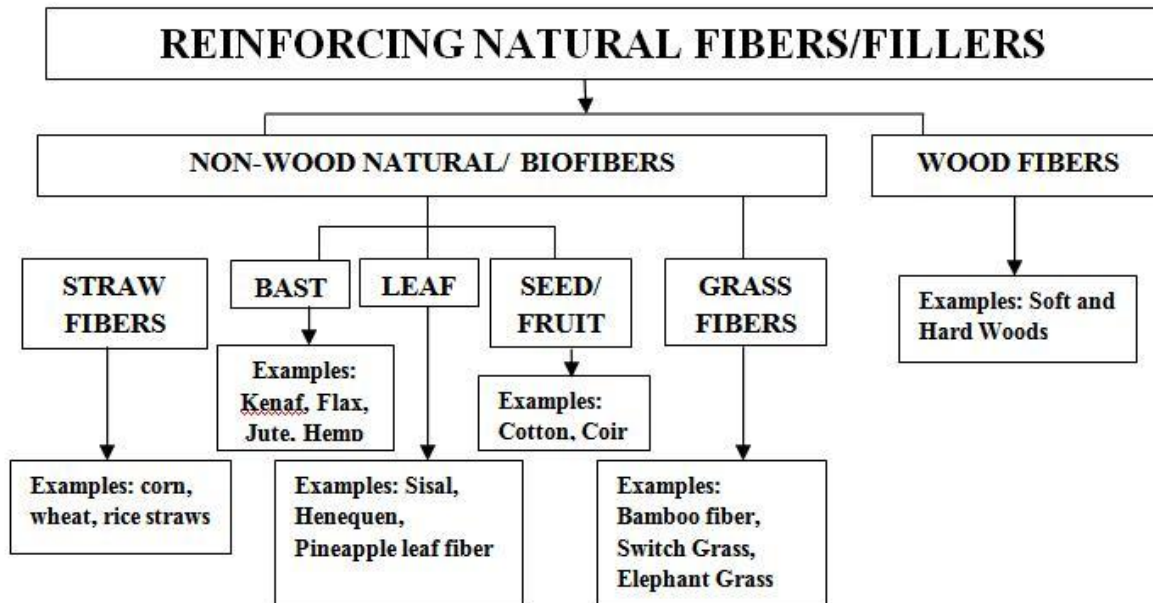 REINFORCING NATURAL FIBERS/FILLERS
NON-WOOD NATURAL/ BIOFIBERS
WOOD FIBERS
STRAW
FIBERS
BAST
LEAF
SEED/
FRUIT
GRASS
FIBERS
Examples: Soft and
Hard Woods
Examples:
Kenaf, Flax,
Jute, Hemp
Examples:
Cotton, Coir
Examples: corn,
wheat, rice straws
Examples: Sisal,
Henequen,
Pineapple leaf fiber
Examples:
Bamboo fiber,
Switch Grass,
Elephant Grass